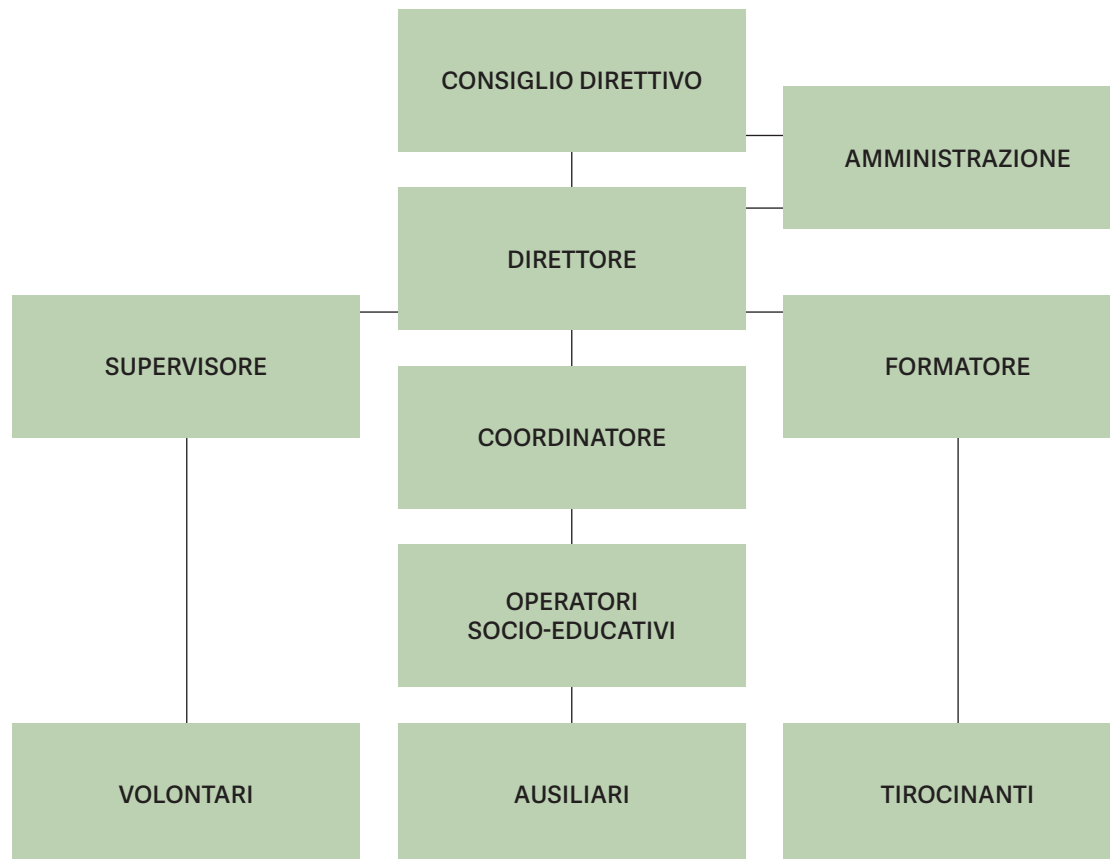 CONSIGLIO DIRETTIVO
AMMINISTRAZIONE
DIRETTORE
SUPERVISORE
FORMATORE
COORDINATORE
OPERATORI
SOCIO-EDUCATIVI
VOLONTARI
AUSILIARI
TIROCINANTI